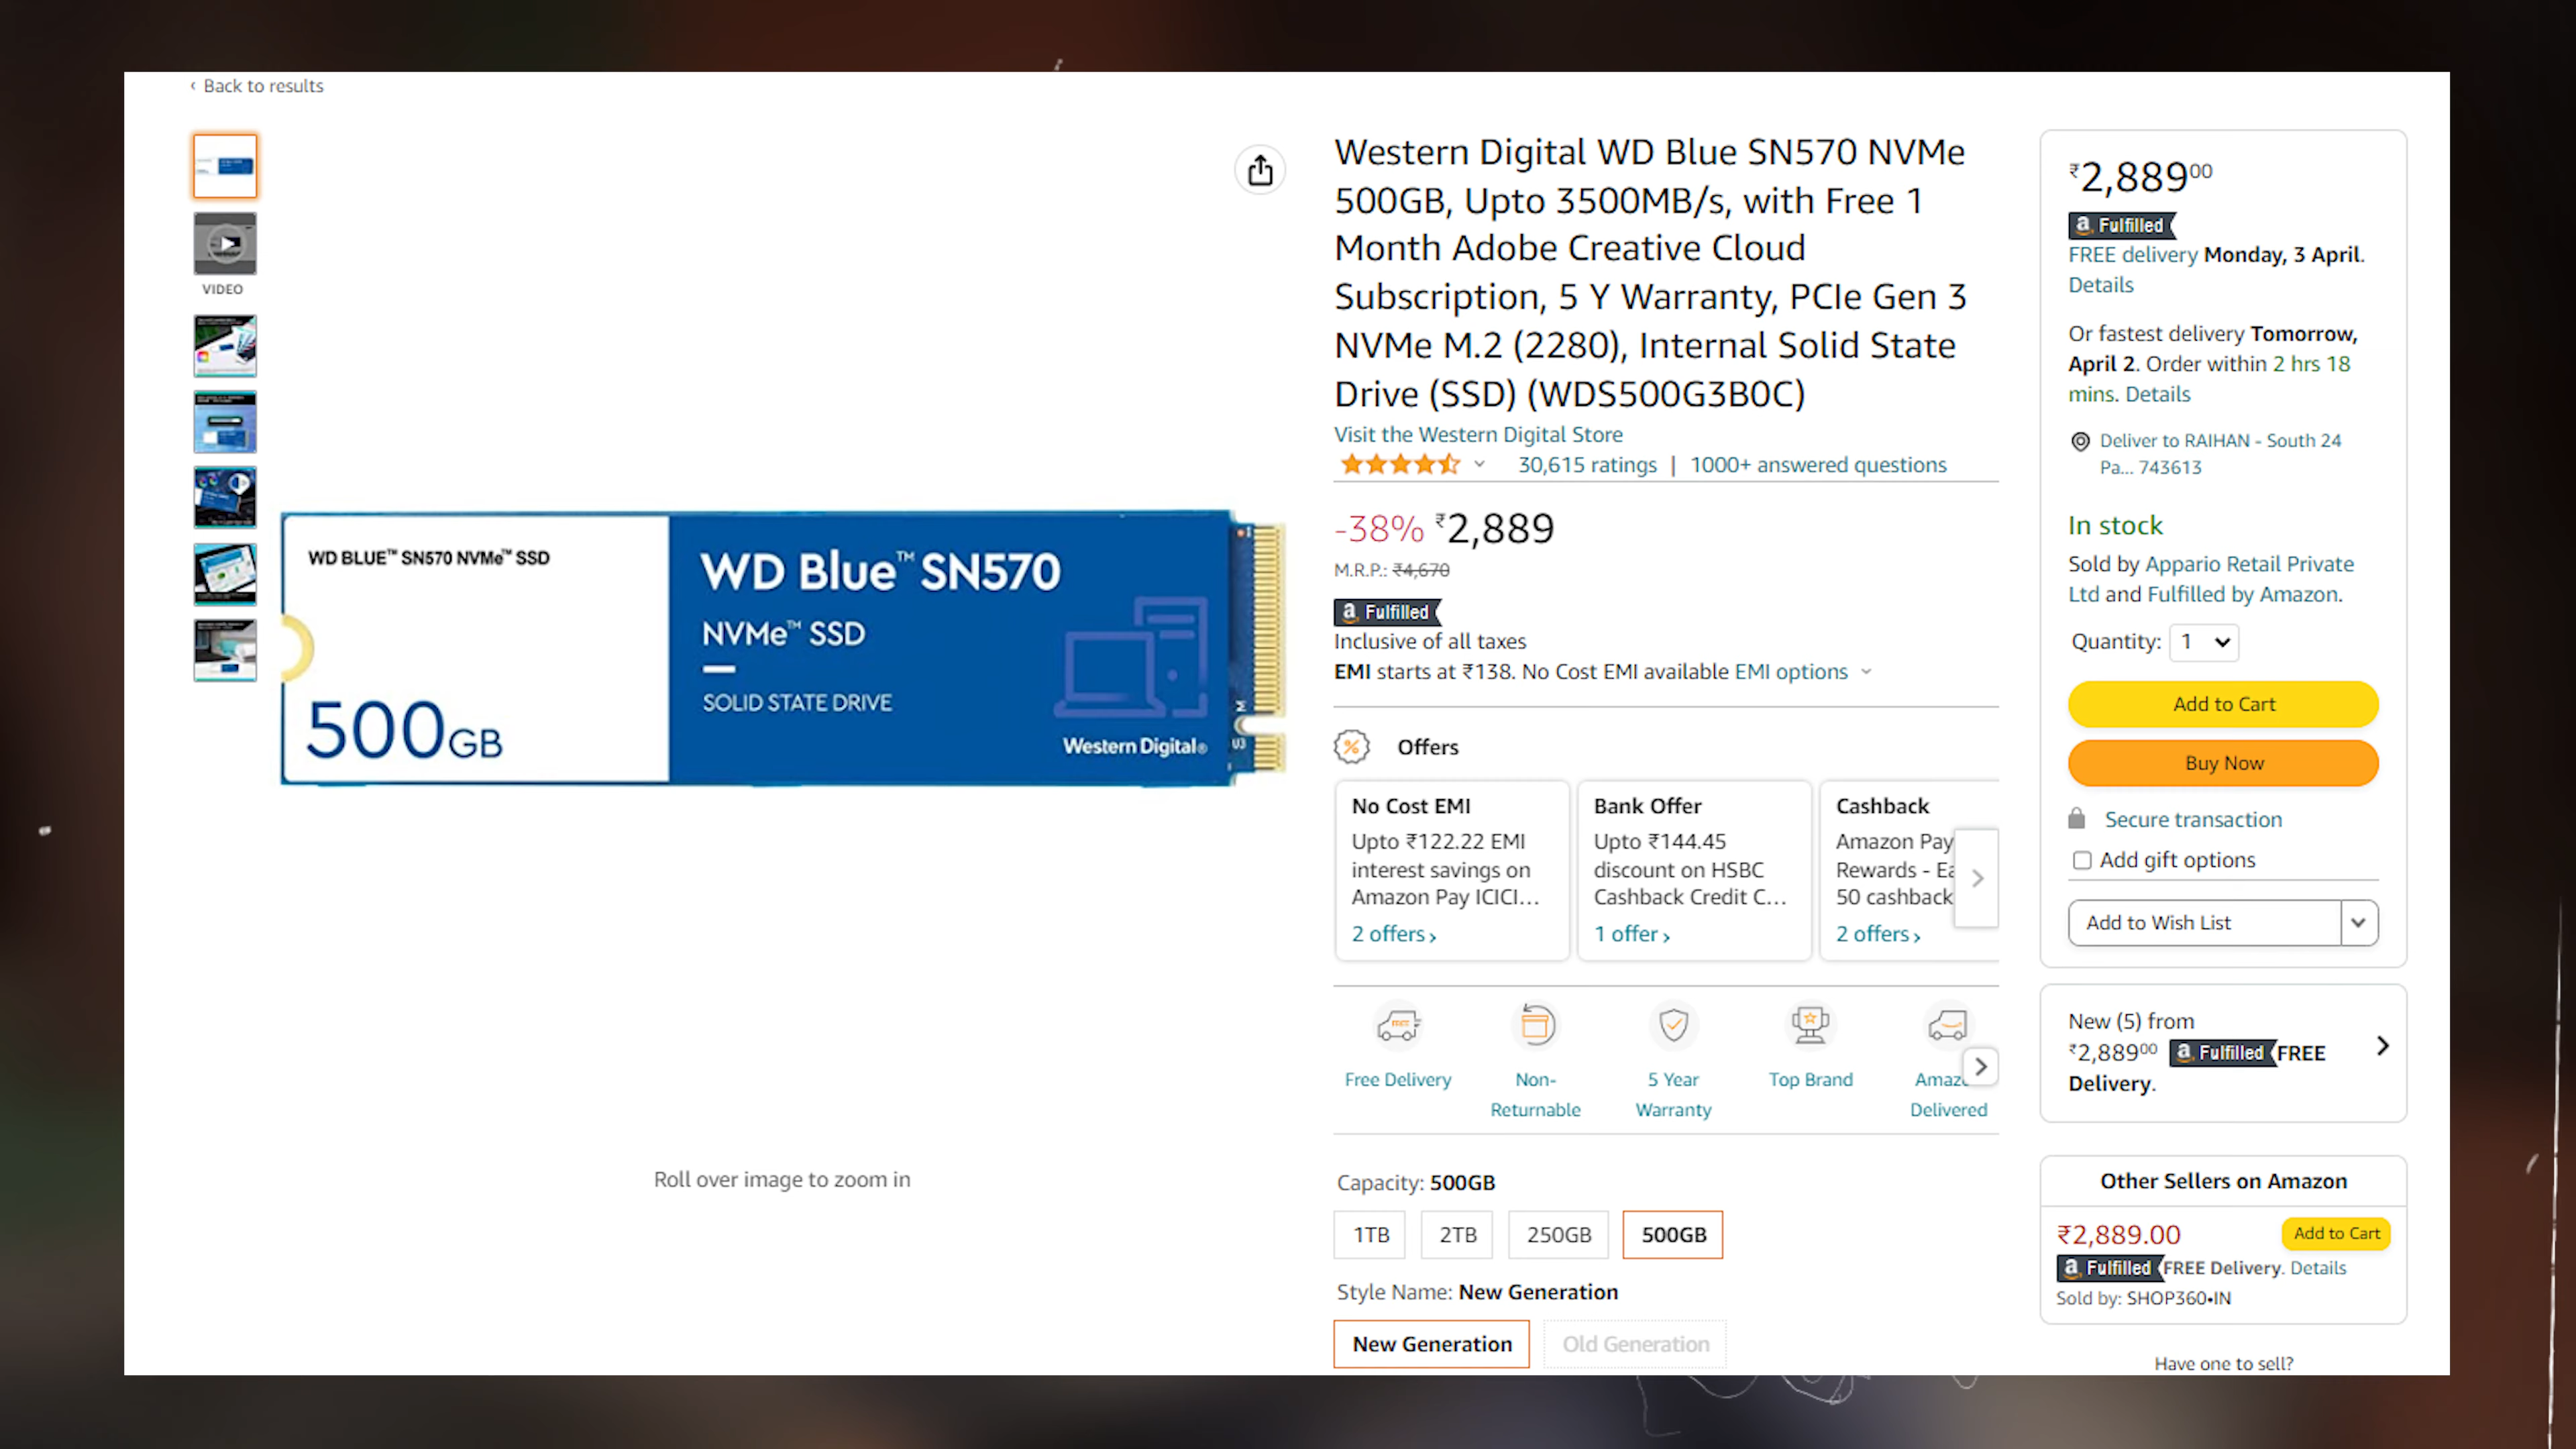 ‹ Back to results
VIDEO
WD BLUE™ SN570 NVMe™ SSD
500GB
WD Blue™ SN570
NVMe™ SSD
SOLID STATE DRIVE
Western Digital®
M
U3
Roll over image to zoom in
Western Digital WD Blue SN570 NVMe
500GB, Upto 3500MB/s, with Free 1
Month Adobe Creative Cloud
Subscription, 5 Y Warranty, PCIe Gen 3
NVMe M.2 (2280), Internal Solid State
Drive (SSD) (WDS500G3B0C)
Visit the Western Digital Store
30,615 ratings | 1000+ answered questions
-38% ₹2,889
M.R.P.: ₹4,670
a Fulfilled
Inclusive of all taxes
EMI starts at ₹138. No Cost EMI available EMI options
Offers
No Cost EMI
Upto ₹122.22 EMI
interest savings on
Amazon Pay ICICI…
2 offers ›
Bank Offer
Upto ₹144.45
discount on HSBC
Cashback Credit C…
1 offer ›
Cashback
Amazon Pay
Rewards - Ea
50 cashback
2 offers ›
FREE
Free Delivery
Non-
Returnable
5 Year
Warranty
Top Brand
Amaz
Delivered
Capacity: 500GB
1TB
2TB
250GB
500GB
Style Name: New Generation
New Generation
Old Generation
₹2,889⁰⁰
a Fulfilled
FREE delivery Monday, 3 April.
Details
Or fastest delivery Tomorrow,
April 2. Order within 2 hrs 18
mins. Details
Deliver to RAIHAN - South 24
Pa... 743613
In stock
Sold by Appario Retail Private
Ltd and Fulfilled by Amazon.
Quantity: 1
Add to Cart
Buy Now
Secure transaction
Add gift options
Add to Wish List
New (5) from
₹2,889⁰⁰ a Fulfilled FREE
Delivery.
Other Sellers on Amazon
₹2,889.00
Add to Cart
a Fulfilled FREE Delivery. Details
Sold by: SHOP360•IN
Have one to sell?